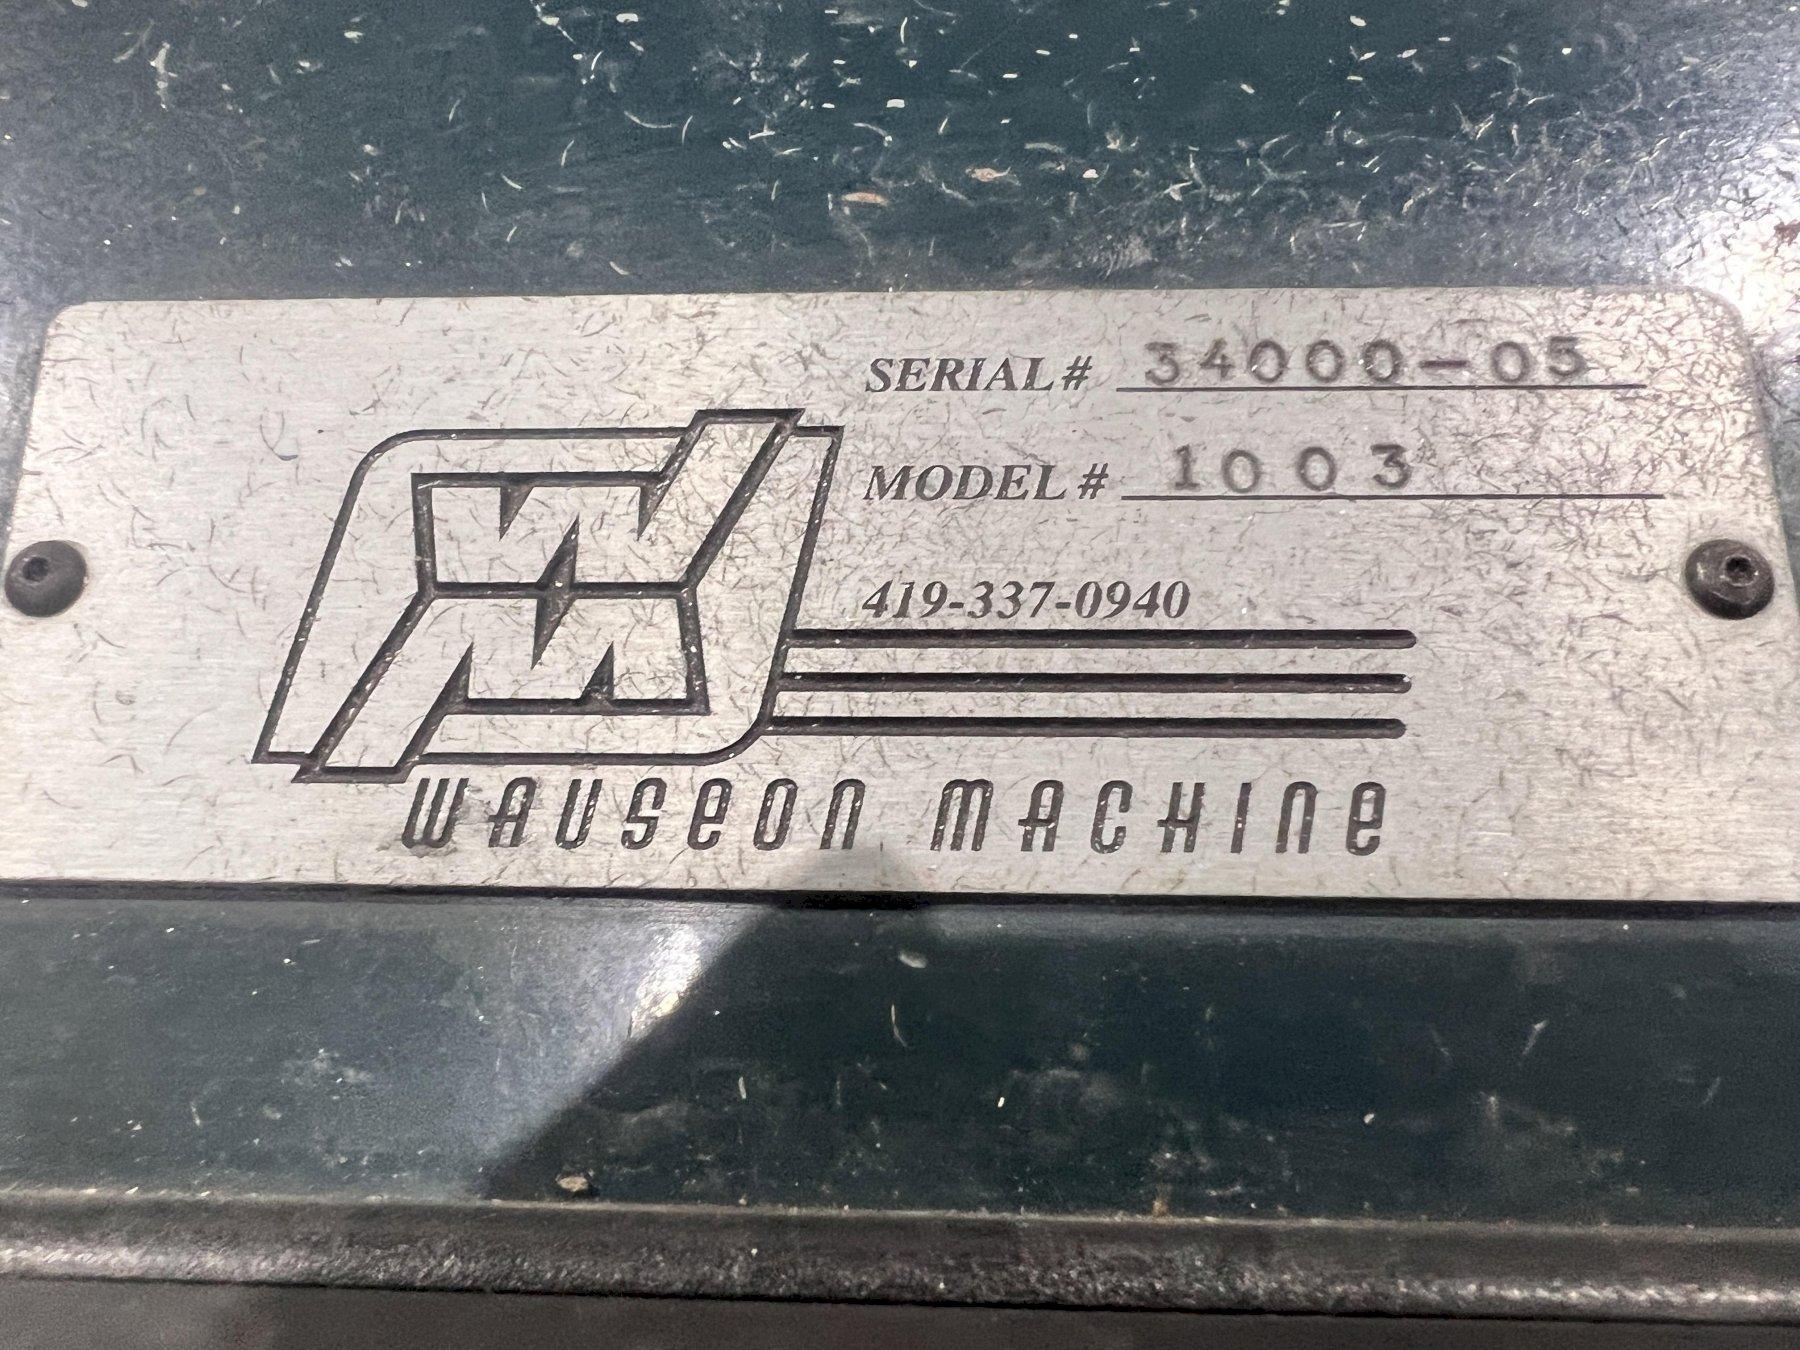 SERIAL# 34000-05
MODEL# 1003
419-337-0940
WAUSEON MACHINE